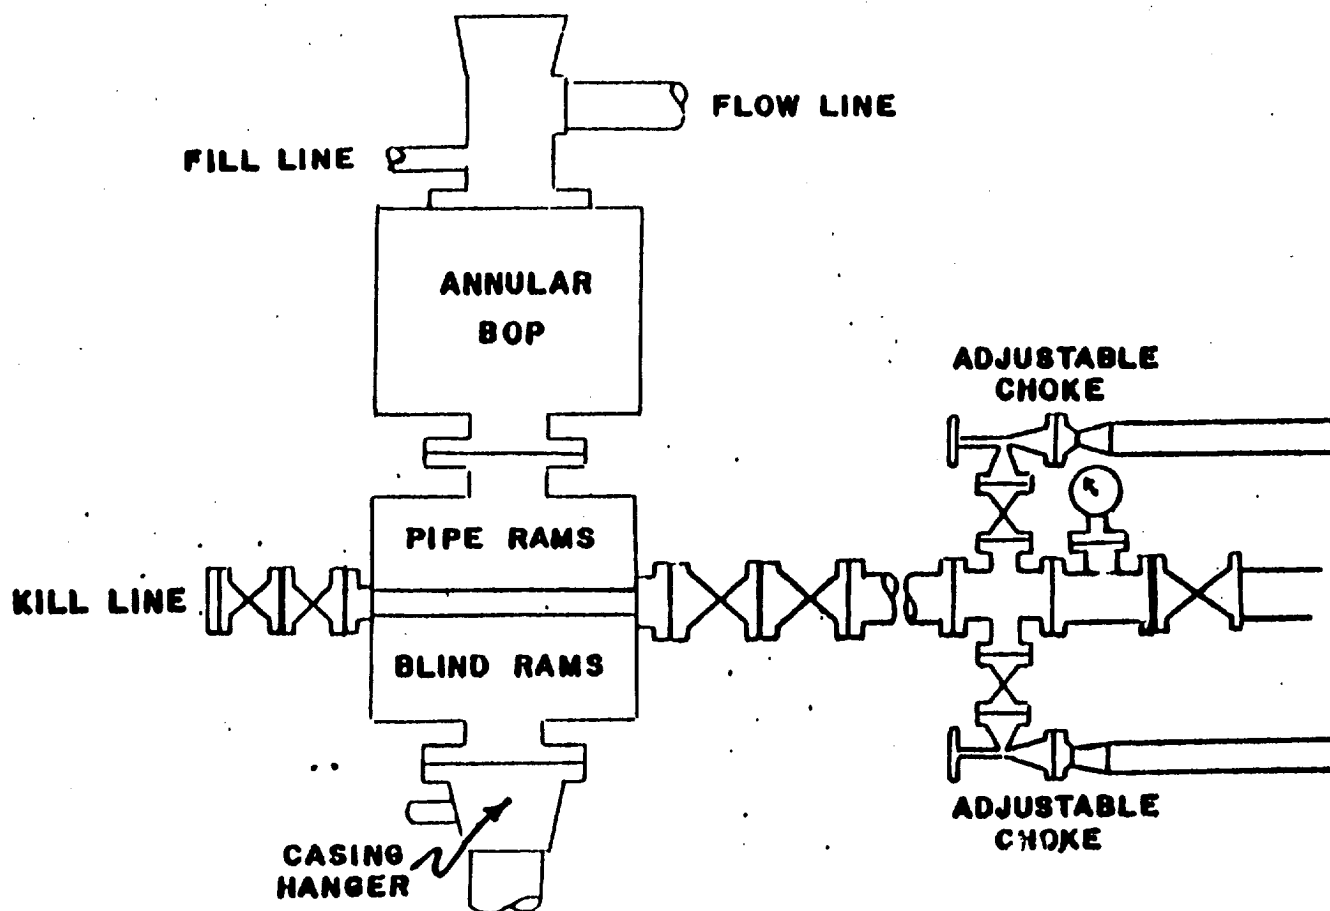 FLOW LINE
FILL LINE
ANNULAR
BOP
ADJUSTABLE
CHOKE
PIPE RAMS
KILL LINE
BLIND RAMS
ADJUSTABLE
CHOKE
CASING
HANGER